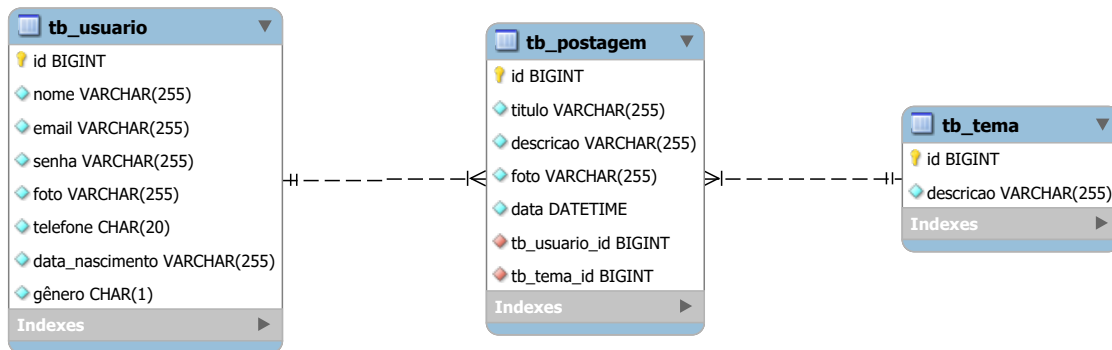 tb_usuario
id BIGINT
nome VARCHAR(255)
email VARCHAR(255)
senha VARCHAR(255)
foto VARCHAR(255)
telefone CHAR(20)
data_nascimento VARCHAR(255)
gênero CHAR(1)
Indexes
tb_postagem
id BIGINT
titulo VARCHAR(255)
descricao VARCHAR(255)
foto VARCHAR(255)
data DATETIME
tb_usuario_id BIGINT
tb_tema_id BIGINT
Indexes
tb_tema
id BIGINT
descricao VARCHAR(255)
Indexes